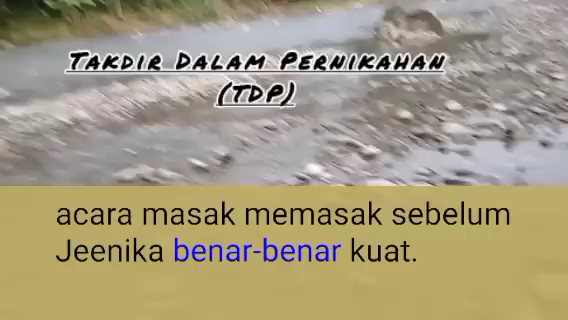 Takdir Dalam Pernikahan
(TDP)
acara masak memasak sebelum
Jeenika benar-benar kuat.